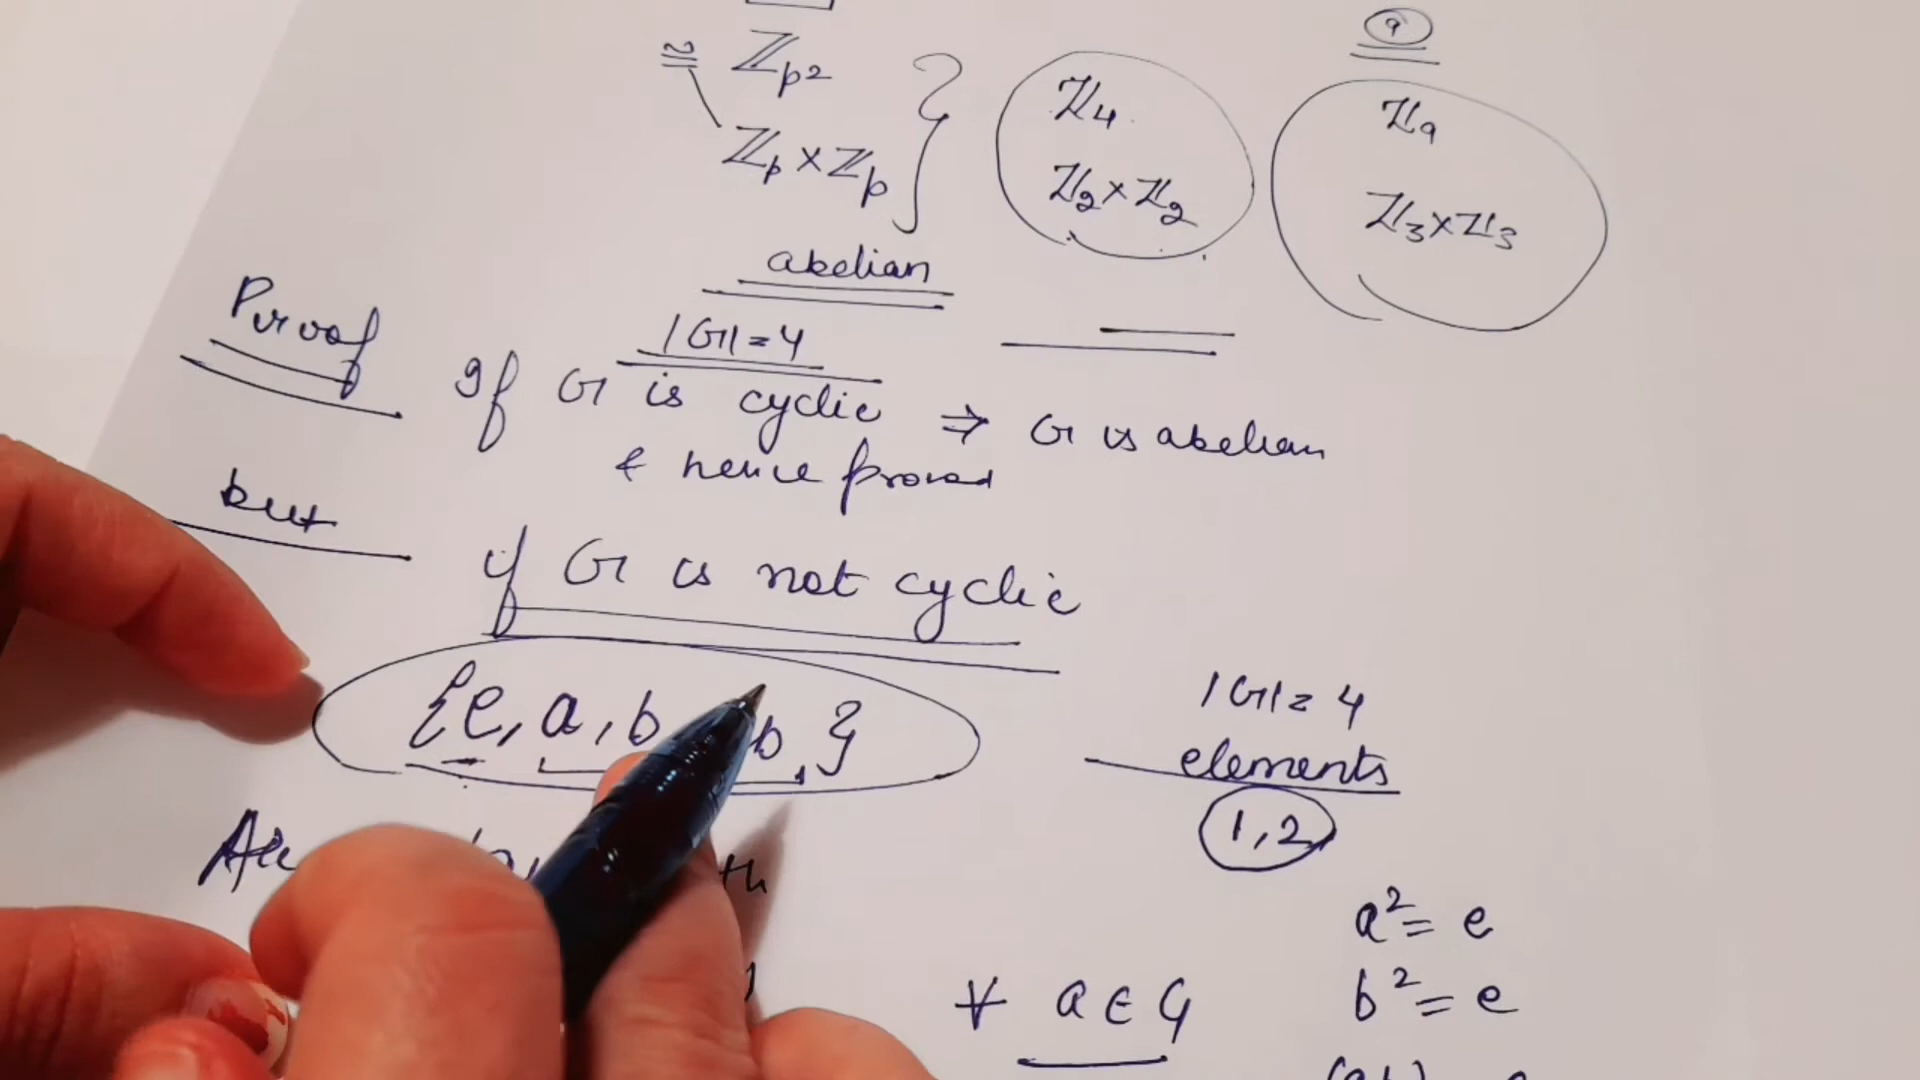 9
≅ ℤp²
ℤp × ℤp
ℤ4
ℤ2 × ℤ2
ℤ9
ℤ3 × ℤ3
abelian
|G| = 4
Proof If G is cyclic ⇒ G is abelian
& hence proved
but
if G is not cyclic
{e, a, b b}
|G| = 4
elements
1, 2
a² = e
b² = e
∀ a ∈ G